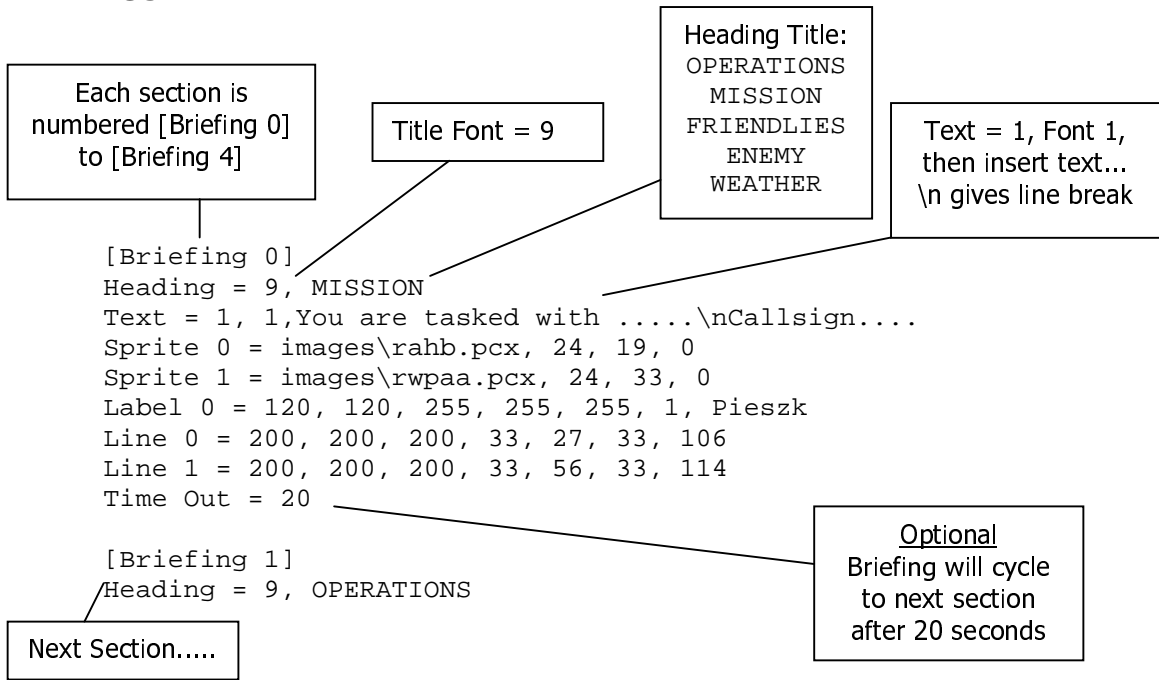 Heading Title:
OPERATIONS
MISSION
FRIENDLIES
ENEMY
WEATHER
Each section is
numbered [Briefing 0]
to [Briefing 4]
Title Font = 9
Text = 1, Font 1,
then insert text...
\n gives line break
[Briefing 0]
Heading = 9, MISSION
Text = 1, 1,You are tasked with .....\nCallsign....
Sprite 0 = images\rahb.pcx, 24, 19, 0
Sprite 1 = images\rwpaa.pcx, 24, 33, 0
Label 0 = 120, 120, 255, 255, 255, 1, Pieszk
Line 0 = 200, 200, 200, 33, 27, 33, 106
Line 1 = 200, 200, 200, 33, 56, 33, 114
Time Out = 20
[Briefing 1]
Heading = 9, OPERATIONS
Optional
Briefing will cycle
to next section
after 20 seconds
Next Section.....